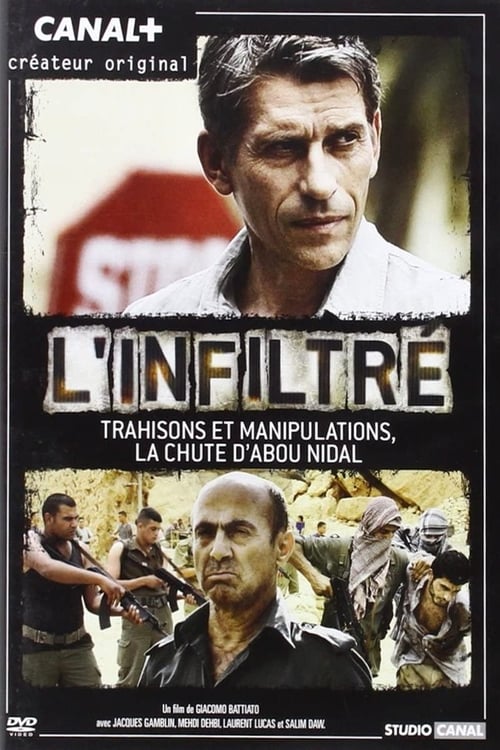 CANAL+
créateur original
STOP
L'INFILTRÉ
TRAHISONS ET MANIPULATIONS,
LA CHUTE D'ABOU NIDAL
Un film de GIACOMO BATTIATO
avec JACQUES GAMBLIN, MEHDI DEHBI, LAURENT LUCAS et SALIM DAW.
DVD
VIDEO
STUDIO CANAL